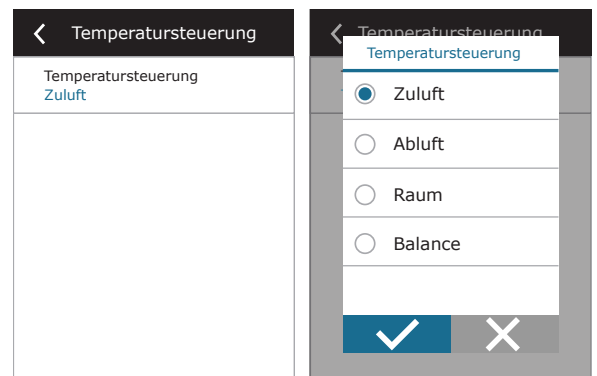 Temperatursteuerung
Temperatursteuerung
Zuluft
Temperatursteuerung
Temperatursteuerung
Zuluft
Abluft
Raum
Balance